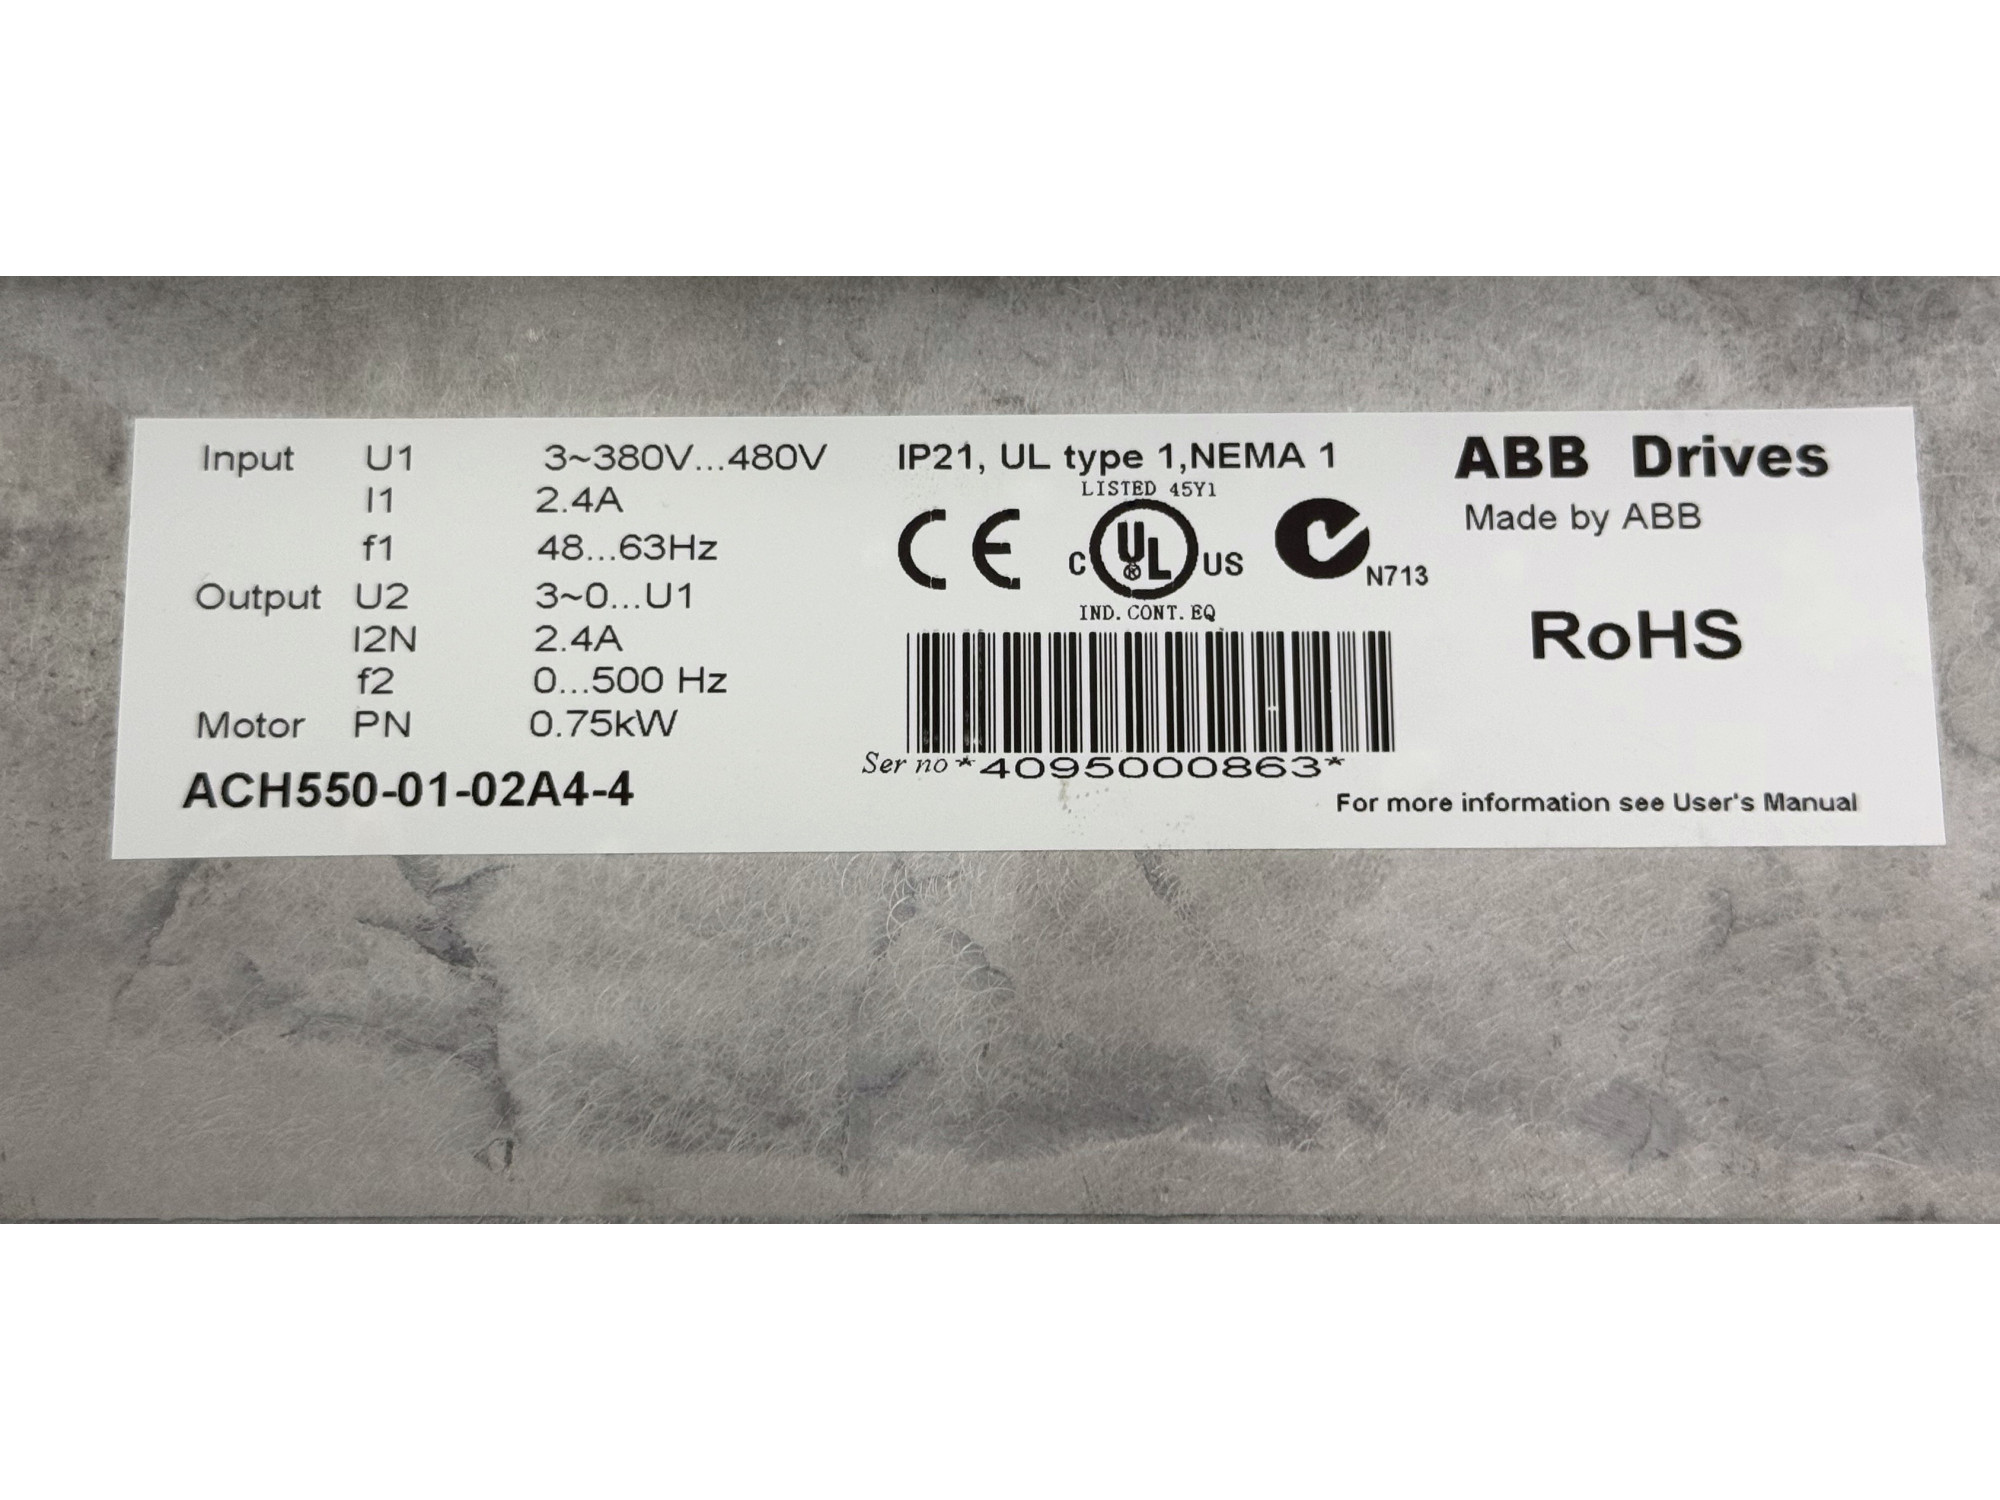 Input U1 3~380V...480V
I1 2.4A
f1 48...63Hz
Output U2 3~0...U1
I2N 2.4A
f2 0...500 Hz
Motor PN 0.75kW
ACH550-01-02A4-4
IP21, UL type 1,NEMA 1
LISTED 45Y1
CE
C UL® US
N713
IND. CONT. EQ
Ser no *4095000863*
ABB Drives
Made by ABB
RoHS
For more information see User's Manual